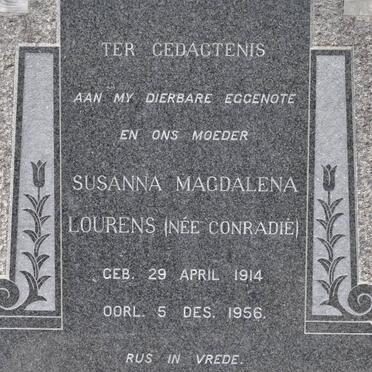 TER GEDAGTENIS
AAN MY DIERBARE EGGENOTE
EN ONS MOEDER
SUSANNA MAGDALENA
LOURENS (NÉE CONRADIÉ)
GEB. 29 APRIL 1914
OORL. 5 DES. 1956.
RUS IN VREDE.